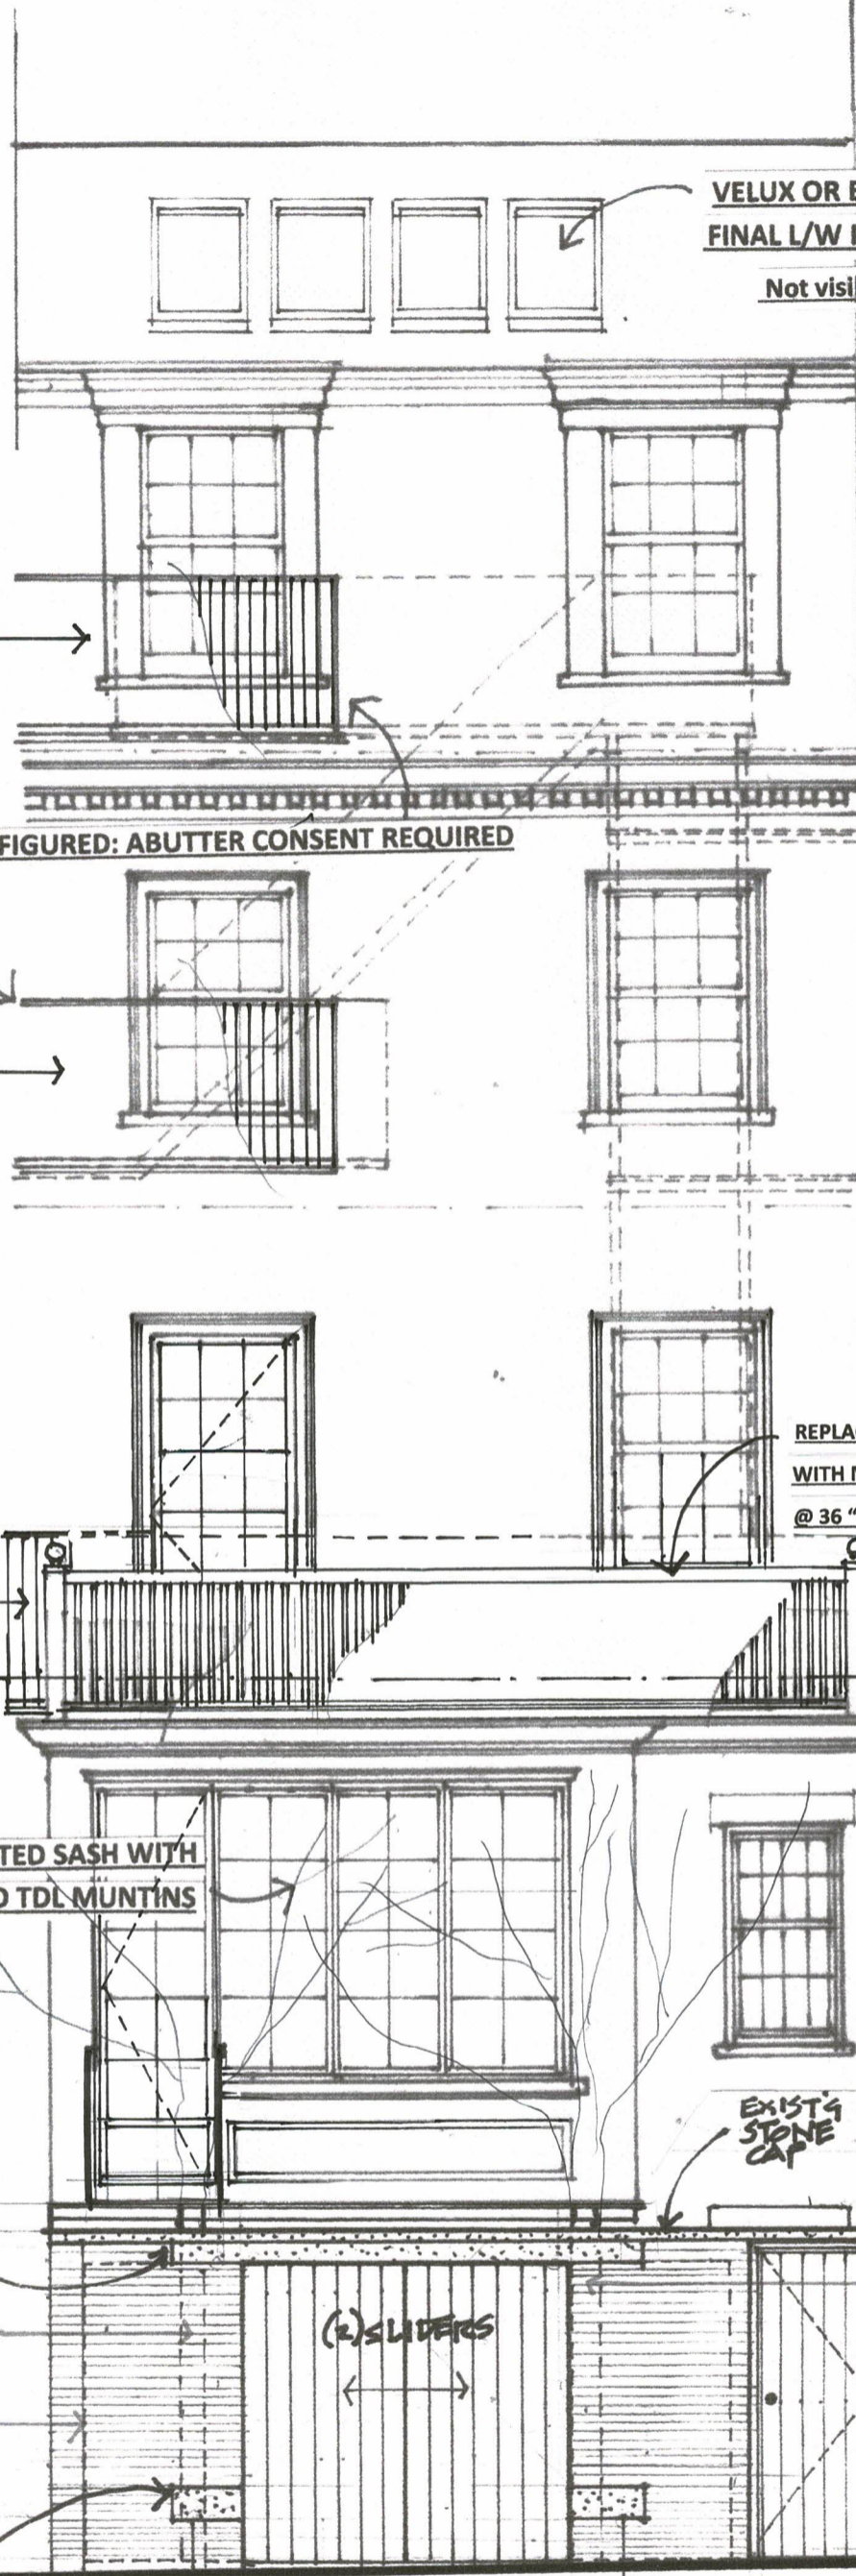 VELUX OR E
FINAL L/W
Not visi
FIGURED: ABUTTER CONSENT REQUIRED
REPLA
WITH
@ 36 "
TED SASH WITH
TDL MUNTINS
EXIST'G
STONE
CAP
(2) SLIDERS